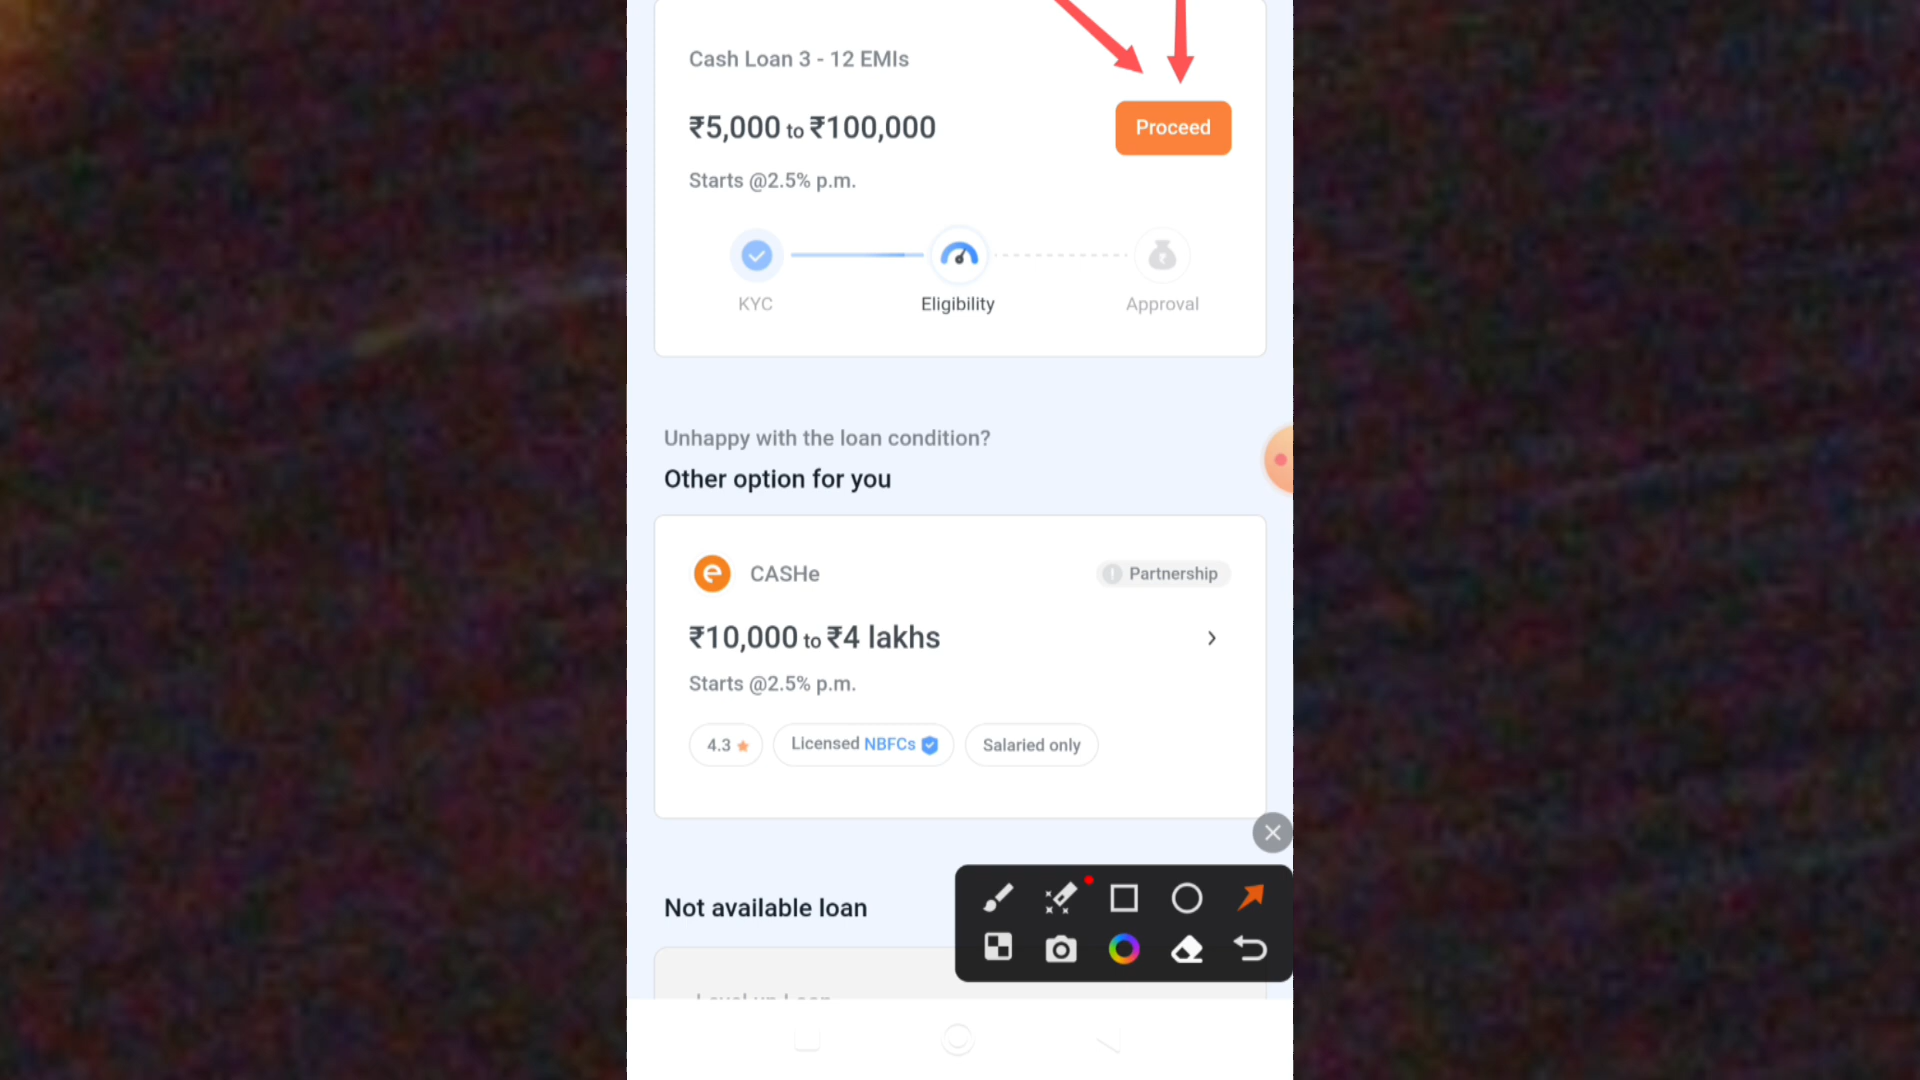 Cash Loan 3 - 12 EMIs
₹5,000 to ₹100,000
Proceed
Starts @2.5% p.m.
KYC
Eligibility
Approval
Unhappy with the loan condition?
Other option for you
CASHe
Partnership
₹10,000 to ₹4 lakhs
Starts @2.5% p.m.
4.3
Licensed NBFCs
Salaried only
Not available loan